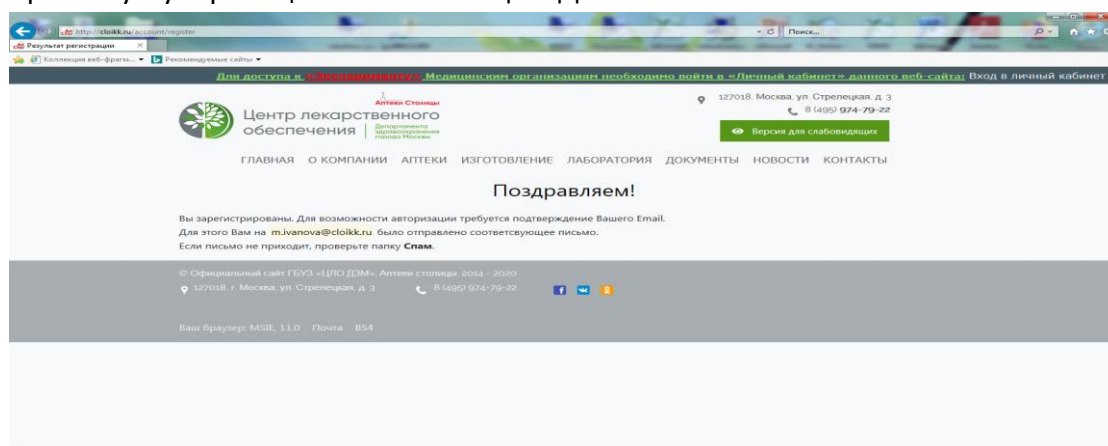 http://cloikk.ru/account/register
Поиск...
Результат регистрации
Коллекция веб-фрагм...
Рекомендуемые сайты
Для доступа к Медицинским организациям необходимо войти в «Личный кабинет» данного веб-сайта: Вход в личный кабинет
Аптеки Столицы
Центр лекарственного обеспечения
Департамента
здравоохранения
города Москвы
127018, Москва, ул. Стрелецкая, д. 3
8 (495) 974-79-22
Версия для слабовидящих
ГЛАВНАЯ О КОМПАНИИ АПТЕКИ ИЗГОТОВЛЕНИЕ ЛАБОРАТОРИЯ ДОКУМЕНТЫ НОВОСТИ КОНТАКТЫ
Поздравляем!
Вы зарегистрированы. Для возможности авторизации требуется подтверждение Вашего Email.
Для этого Вам на m.ivanova@cloikk.ru было отправлено соответсвующее письмо.
Если письмо не приходит, проверьте папку Спам.
© Официальный сайт ГБУЗ «ЦЛО ДЗМ». Аптеки столицы. 2014 - 2020
127018, г. Москва, ул. Стрелецкая, д. 3
8 (495) 974-79-22
Ваш браузер: MSIE, 11.0 Почта 854